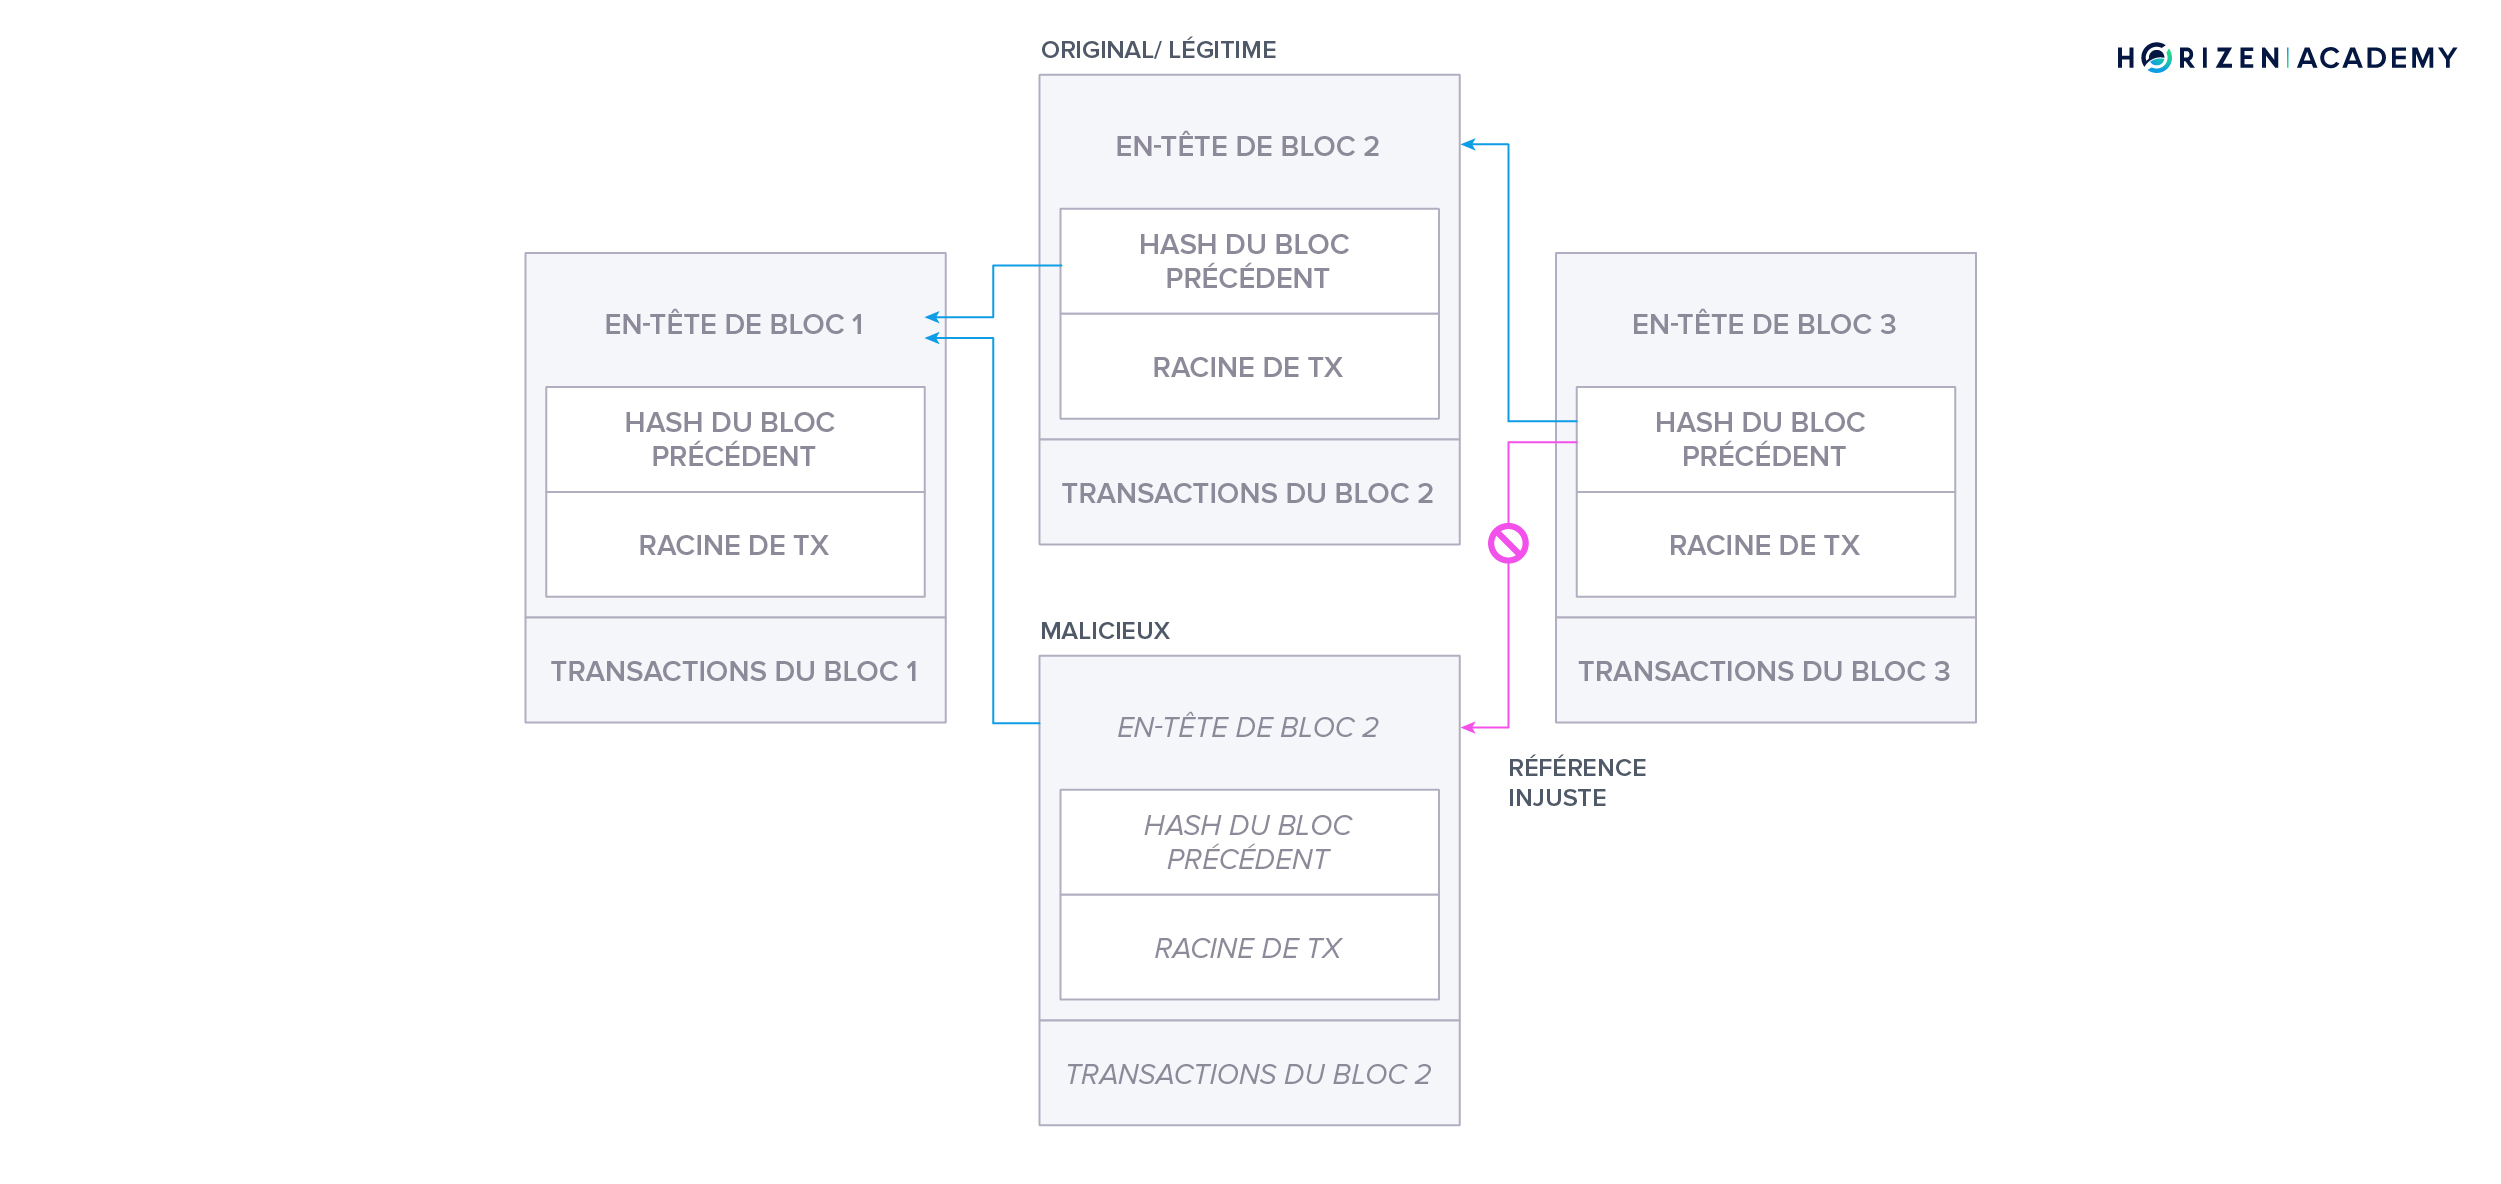 ORIGINAL/ LÉGITIME
HORIZEN ACADEMY
EN-TÊTE DE BLOC 2
HASH DU BLOC
PRÉCÉDENT
RACINE DE TX
TRANSACTIONS DU BLOC 2
EN-TÊTE DE BLOC 1
HASH DU BLOC
PRÉCÉDENT
RACINE DE TX
TRANSACTIONS DU BLOC 1
EN-TÊTE DE BLOC 3
HASH DU BLOC
PRÉCÉDENT
RACINE DE TX
TRANSACTIONS DU BLOC 3
MALICIEUX
EN-TÊTE DE BLOC 2
HASH DU BLOC
PRÉCÉDENT
RACINE DE TX
TRANSACTIONS DU BLOC 2
RÉFÉRENCE
INJUSTE